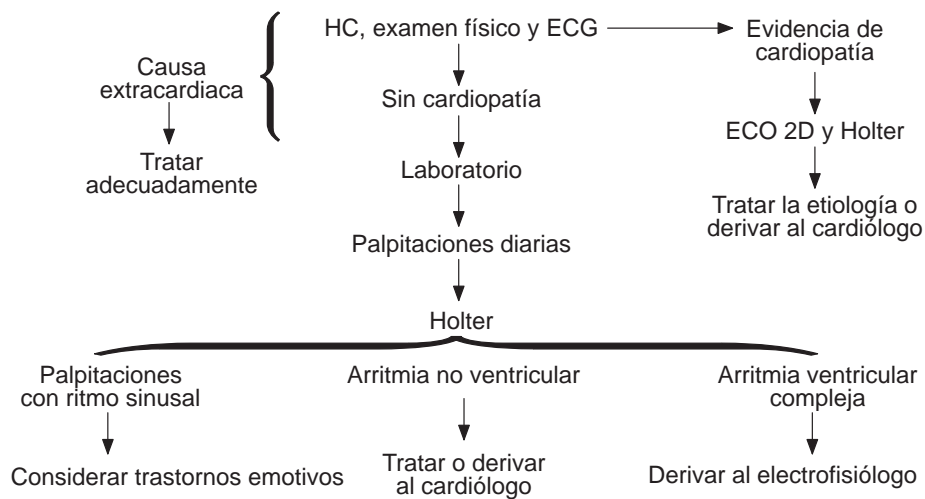 HC, examen físico y ECG
Evidencia de
cardiopatía
Causa
extracardiaca
Sin cardiopatía
ECO 2D y Holter
Tratar
adecuadamente
Laboratorio
Tratar la etiología o
derivar al cardiólogo
Palpitaciones diarias
Holter
Palpitaciones
con ritmo sinusal
Arritmia no ventricular
Arritmia ventricular
compleja
Considerar trastornos emotivos
Tratar o derivar
al cardiólogo
Derivar al electrofisiólogo